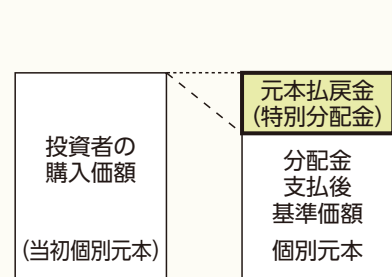 投資者の
購入価額
(当初個別元本)
元本払戻金
(特別分配金)
分配金
支払後
基準価額
個別元本